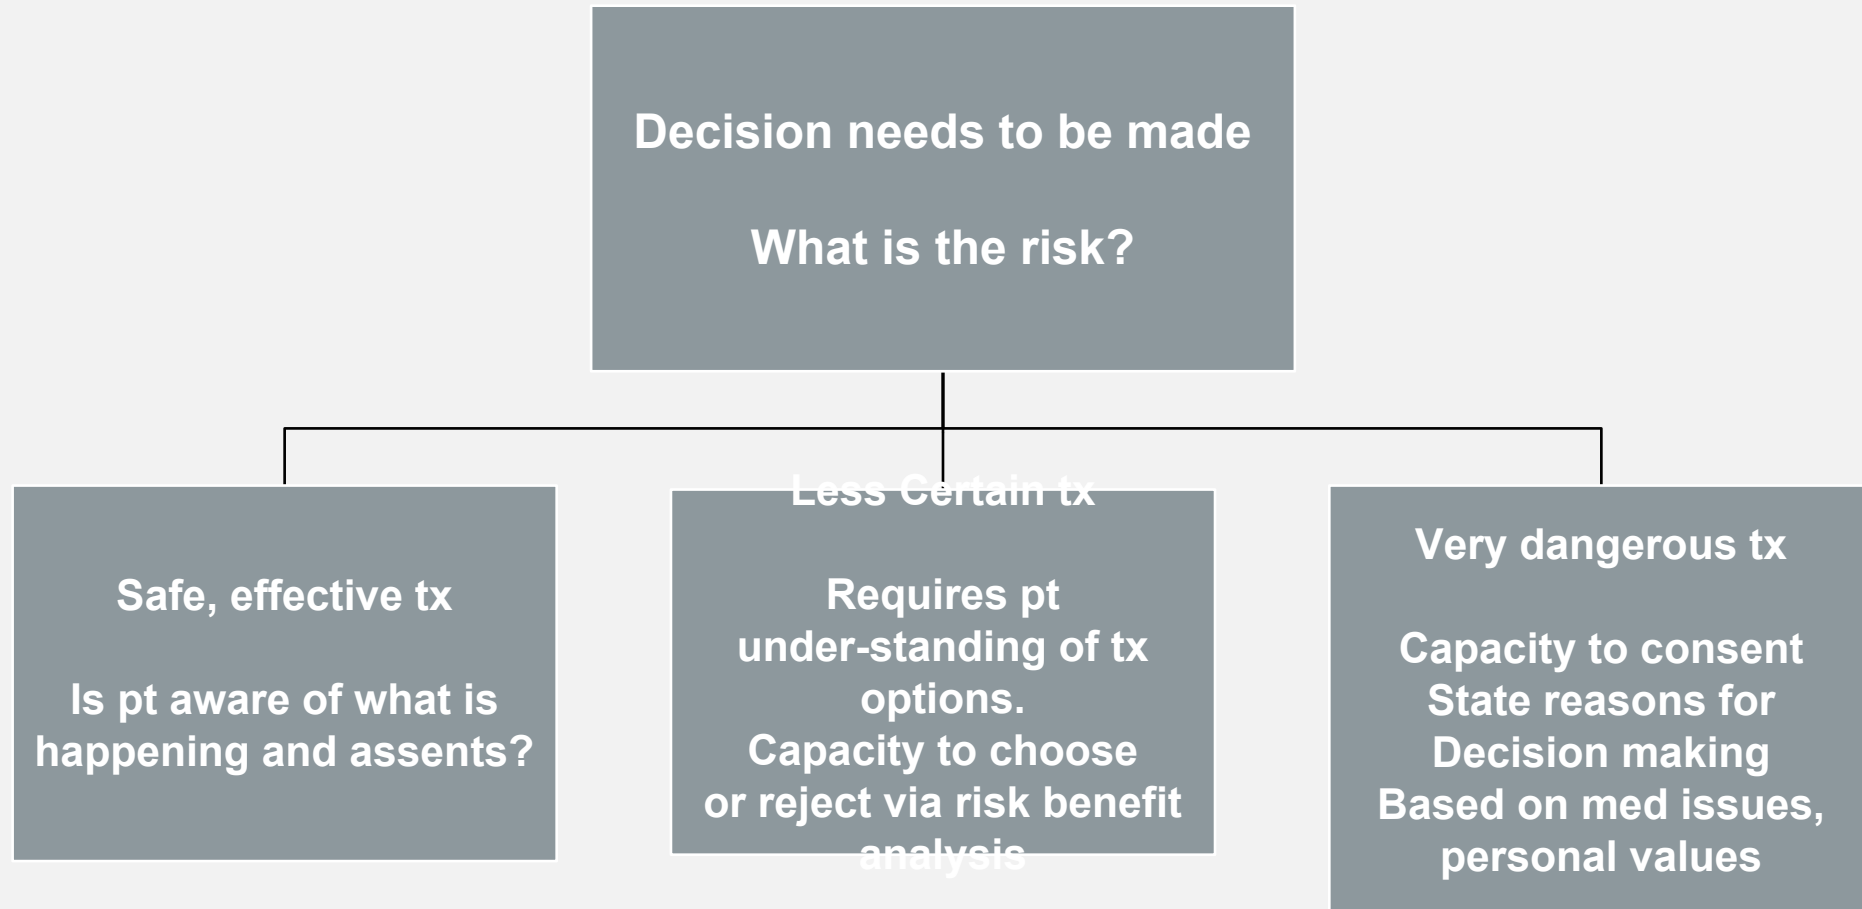 Decision needs to be made
What is the risk?
Safe, effective tx
Is pt aware of what is
happening and assents?
Less Certain tx
Requires pt
under-standing of tx
options.
Capacity to choose
or reject via risk benefit
analysis
Very dangerous tx
Capacity to consent
State reasons for
Decision making
Based on med issues,
personal values